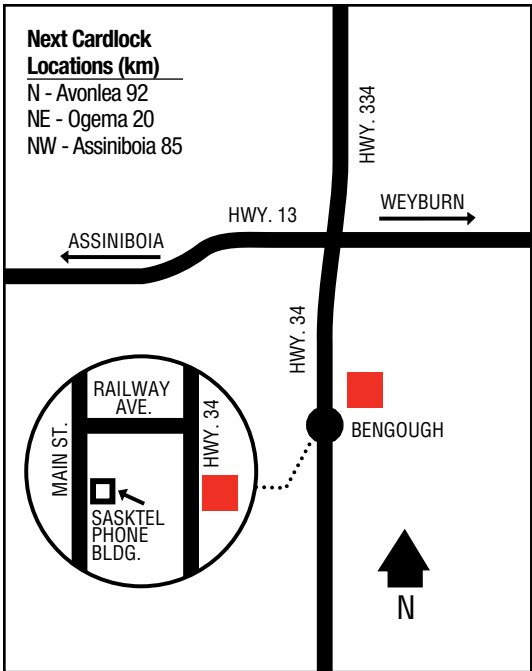 Next Cardlock
Locations (km)
N - Avonlea 92
NE - Ogema 20
NW - Assiniboia 85
HWY. 334
WEYBURN
HWY. 13
ASSINIBOIA
HWY. 34
BENGOUGH
RAILWAY
AVE.
MAIN ST.
HWY. 34
SASKTEL
PHONE
BLDG.
N